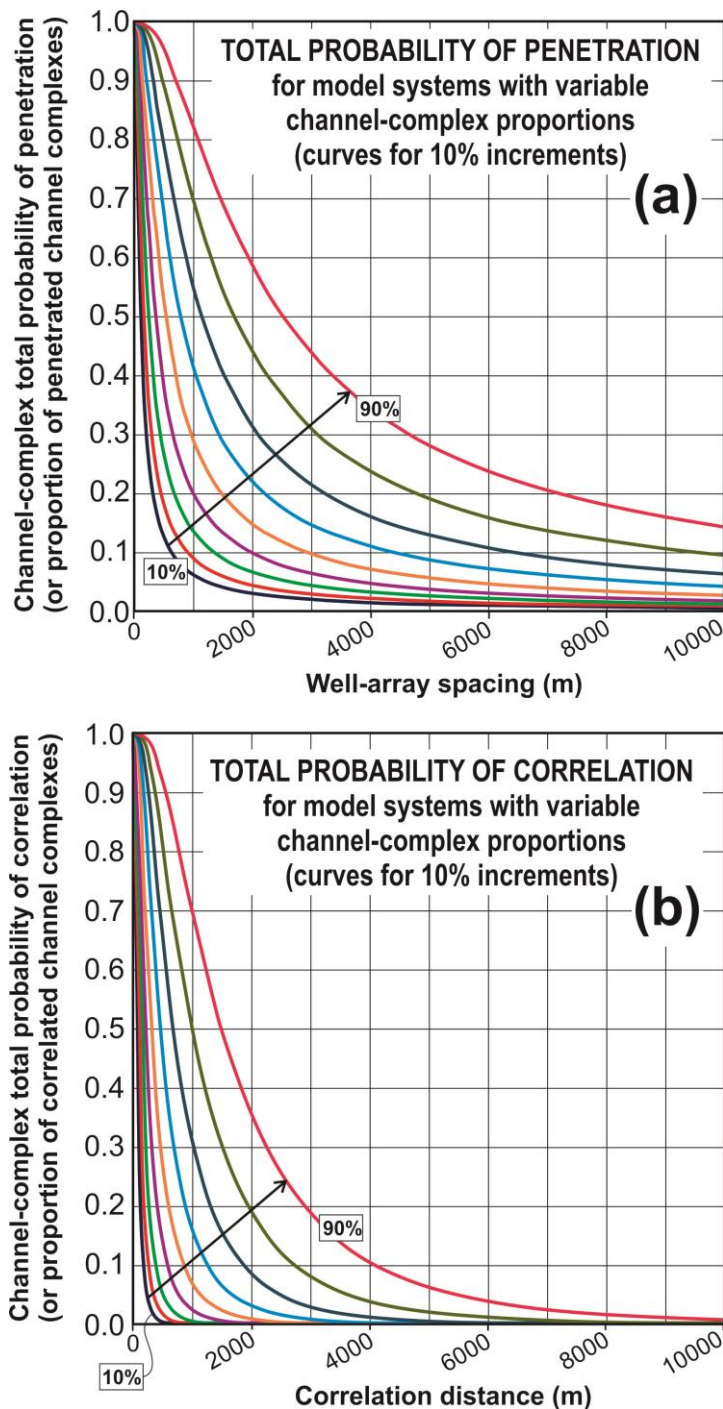 TOTAL PROBABILITY OF PENETRATION
for model systems with variable
channel-complex proportions
(curves for 10% increments)
(a)
Channel-complex total probability of penetration
(or proportion of penetrated channel complexes)
1.0
0.9
0.8
0.7
0.6
0.5
0.4
0.3
0.2
0.1
0.0
90%
10%
0
2000
4000
6000
8000
10000
Well-array spacing (m)
TOTAL PROBABILITY OF CORRELATION
for model systems with variable
channel-complex proportions
(curves for 10% increments)
(b)
Channel-complex total probability of correlation
(or proportion of correlated channel complexes)
1.0
0.9
0.8
0.7
0.6
0.5
0.4
0.3
0.2
0.1
0.0
90%
10%
0
2000
4000
6000
8000
10000
Correlation distance (m)